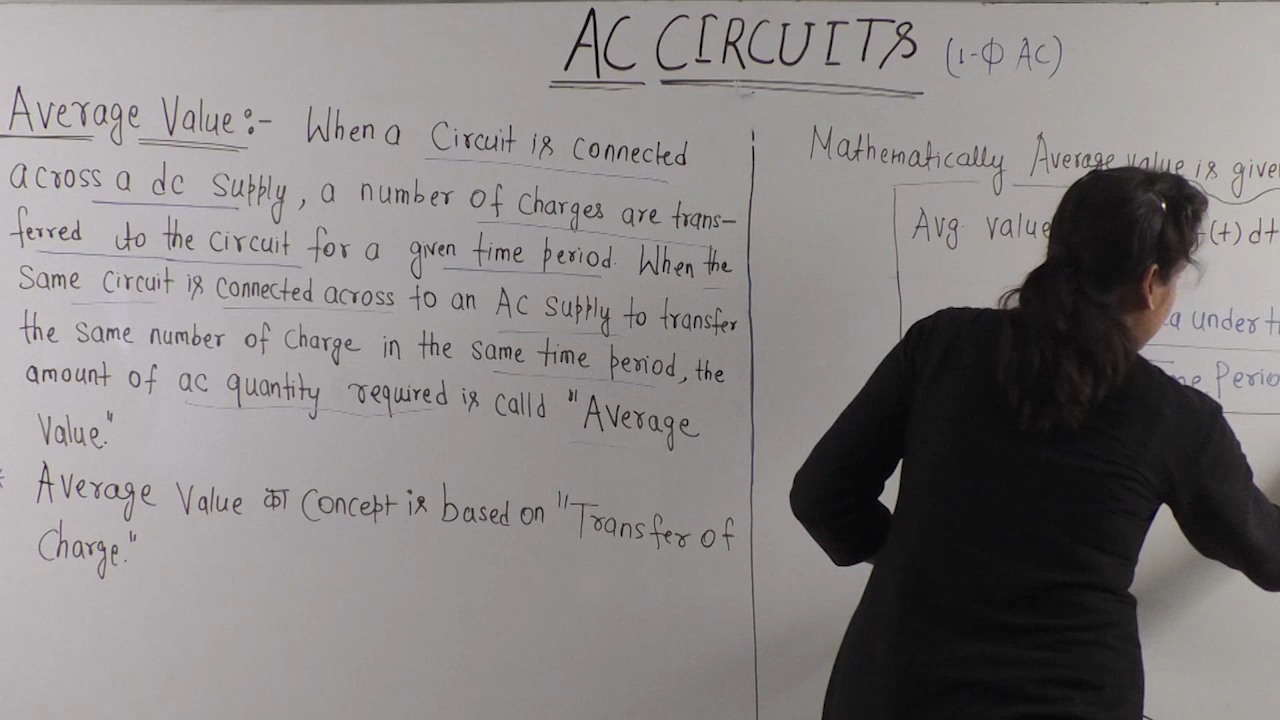 AC CIRCUITS (1-Φ AC)
Average Value:- When a Circuit is connected
across a dc supply, a number of charges are trans-
ferred to the circuit for a given time period. When the
Same circuit is connected across to an AC supply to transfer
the same number of charge in the same time period, the
amount of ac quantity required is calld "Average
Value."
* Average Value का Concept is based on "Transfer of
Charge."
Mathematically Average value is given
Avg. value (t) dt
under
Perio